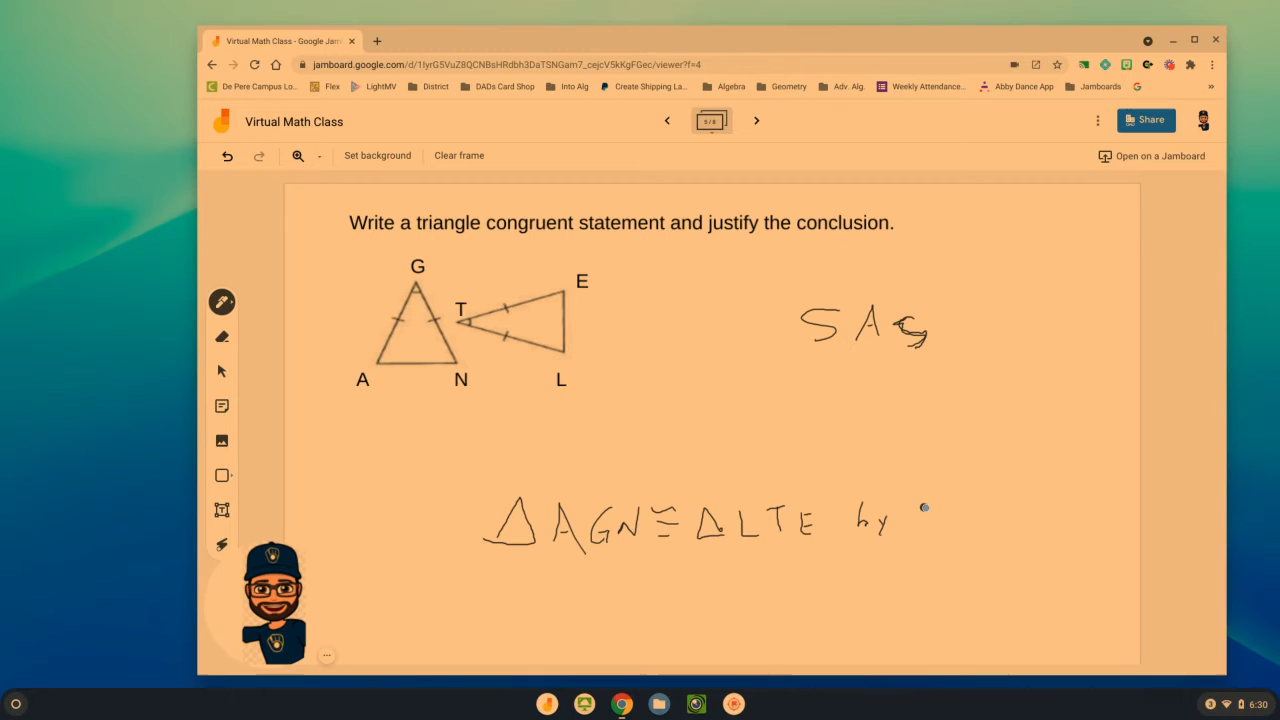 Virtual Math Class - Google Jam
jamboard.google.com/d/1IyrG5VuZ8QCNBsHRdbh3DaTSNGam7_cejcV5kKgFGec/viewer?f=4
De Pere Campus Lo... Flex LightMV District DADs Card Shop Into Alg Create Shipping La... Algebra Geometry Adv. Alg. Weekly Attendance... Abby Dance App Jamboards
Virtual Math Class
5 / 8
Share
Set background
Clear frame
Open on a Jamboard
Write a triangle congruent statement and justify the conclusion.
G
E
T
SAS
A
N
L
△AGN≅△LTE by
6:30